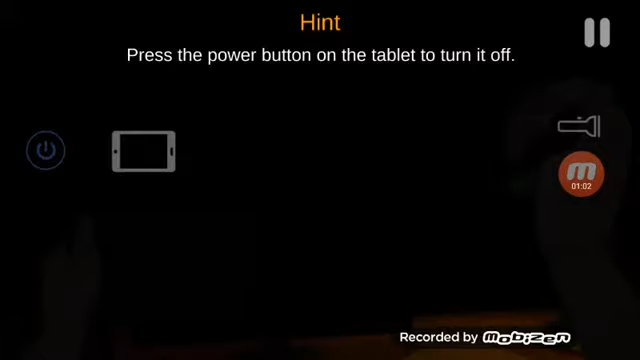 Hint
Press the power button on the tablet to turn it off.
01:02
Recorded by mobizen